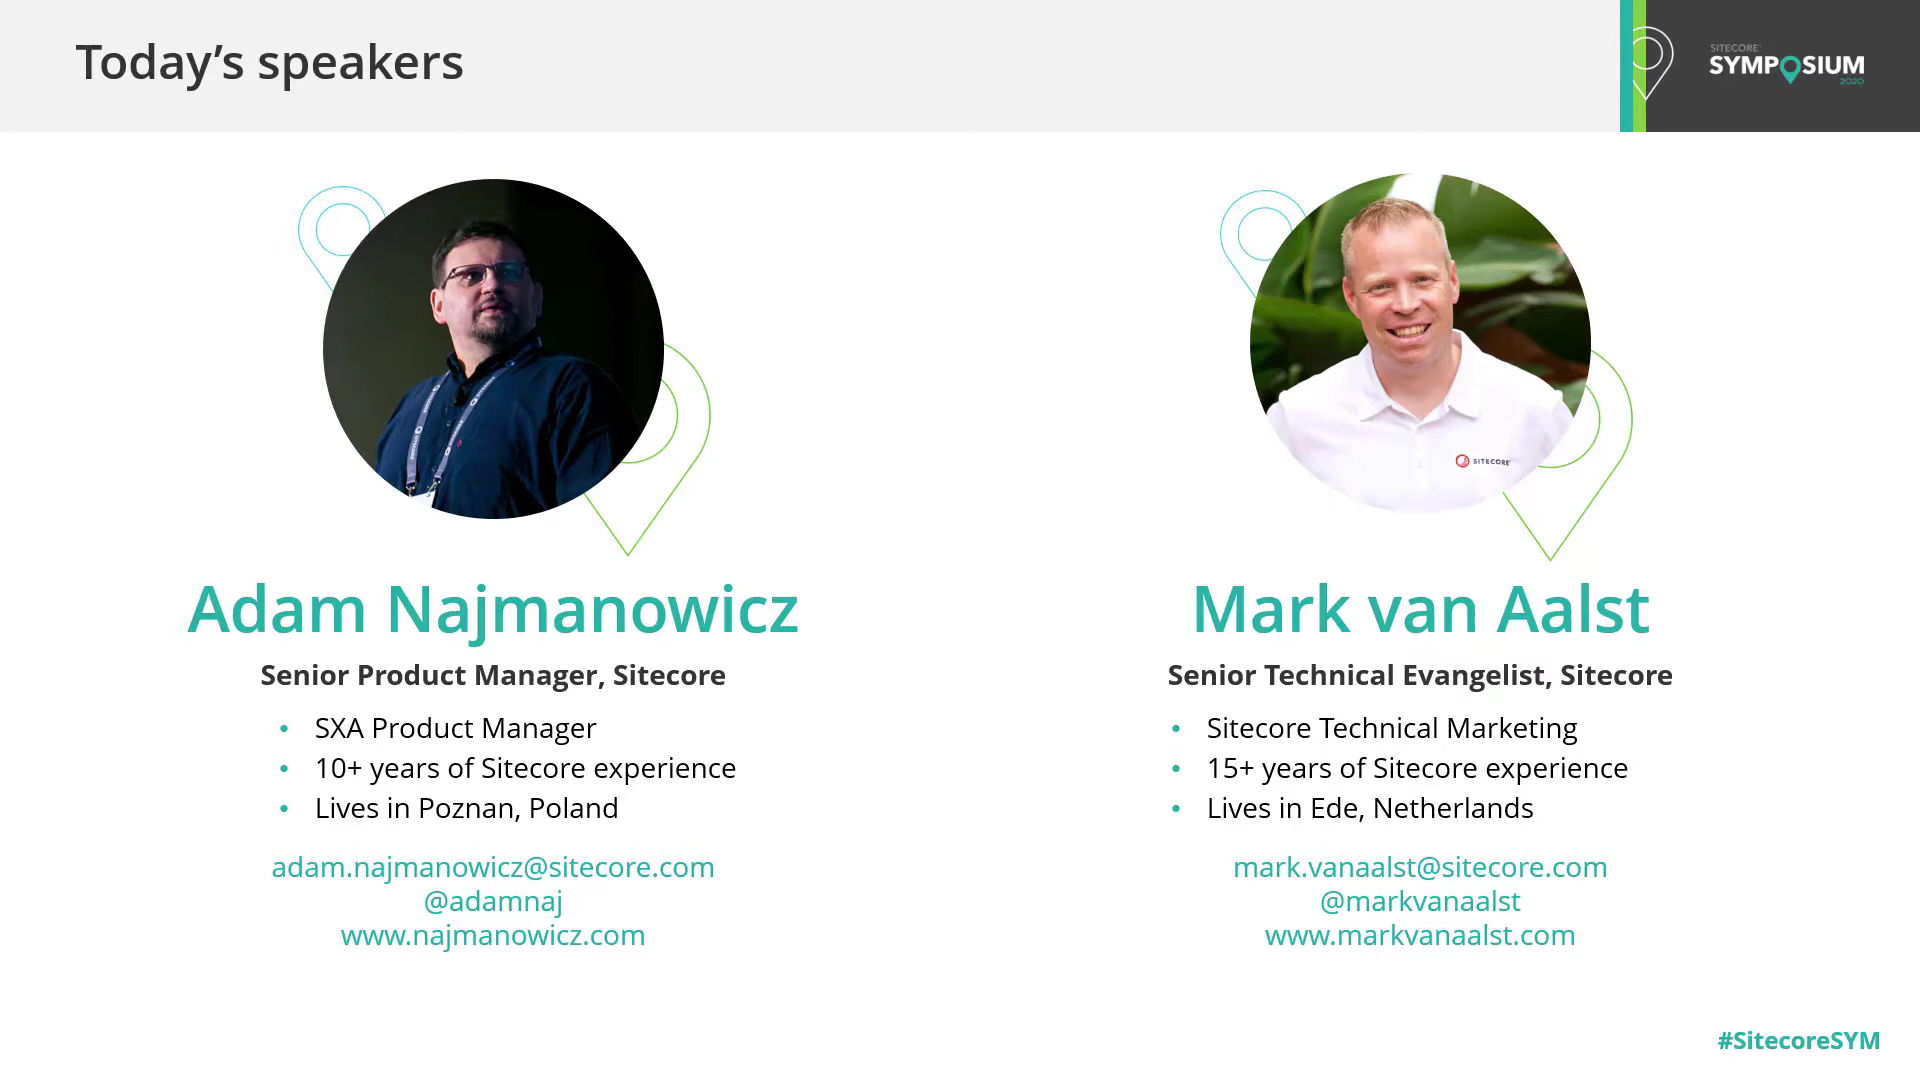 Today’s speakers
SITECORE
SYMPOSIUM
2020
SITECORE
Adam Najmanowicz
Senior Product Manager, Sitecore
• SXA Product Manager
• 10+ years of Sitecore experience
• Lives in Poznan, Poland
adam.najmanowicz@sitecore.com
@adamnaj
www.najmanowicz.com
Mark van Aalst
Senior Technical Evangelist, Sitecore
• Sitecore Technical Marketing
• 15+ years of Sitecore experience
• Lives in Ede, Netherlands
mark.vanaalst@sitecore.com
@markvanaalst
www.markvanaalst.com
#SitecoreSYM